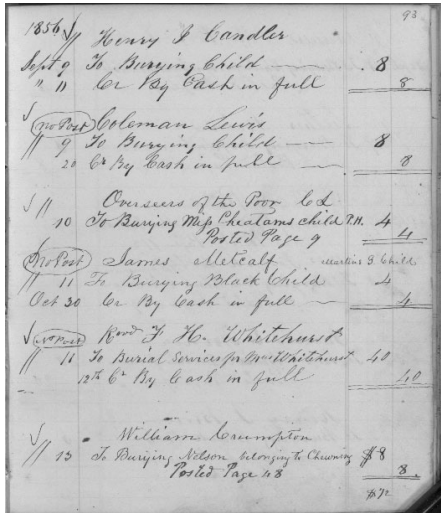 93
1856 Henry J Candler
Sept 9 To Burying Child 8
" 11 Cr By Cash in full 8
No Post Coleman Lewis
" 9 To Burying Child 8
20 Cr By Cash in full 8
" Overseers of the Poor
10 To Burying Miss Cheatams child P.H. 4
Posted Page 9 4
No Post James Metcalf child
" 11 To Burying Black Child 4
Oct 30 Cr By Cash in full 4
No Post Revd F H. Whitehurst
" 11 To Burial Services for Mrs Whitehurst 40
12th Cr By Cash in full 40
William Crumpton
" 13 To Burying Nelson belonging to Chewning $8
Posted Page 48 8
$72